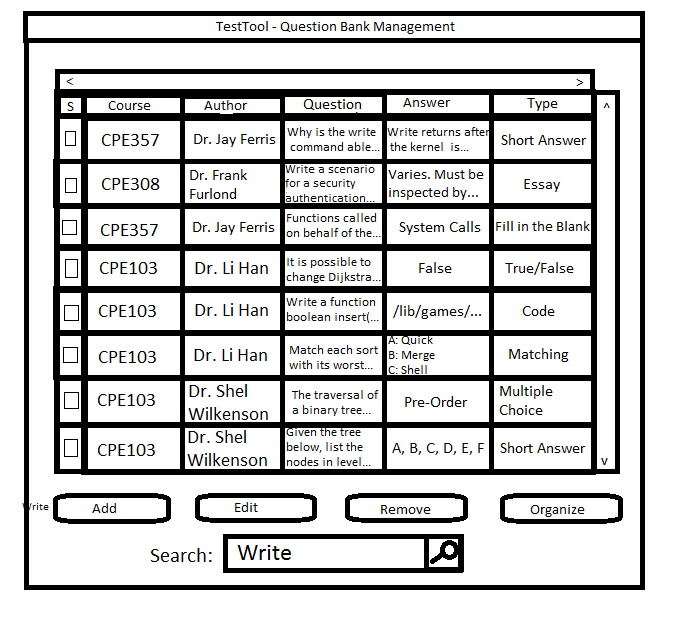 TestTool - Question Bank Management
< >
S Course Author Question Answer Type ^
CPE357 Dr. Jay Ferris Why is the write command able... Write returns after the kernel is... Short Answer
CPE308 Dr. Frank Furlond Write a scenario for a security authentication... Varies. Must be inspected by... Essay
CPE357 Dr. Jay Ferris Functions called on behalf of the... System Calls Fill in the Blank
CPE103 Dr. Li Han It is possible to change Dijkstra... False True/False
CPE103 Dr. Li Han Write a function boolean insert(... /lib/games/... Code
CPE103 Dr. Li Han Match each sort with its worst... A: Quick B: Merge C: Shell Matching
CPE103 Dr. Shel Wilkenson The traversal of a binary tree... Pre-Order Multiple Choice
CPE103 Dr. Shel Wilkenson Given the tree below, list the nodes in level... A, B, C, D, E, F Short Answer v
Write Add Edit Remove Organize
Search: Write